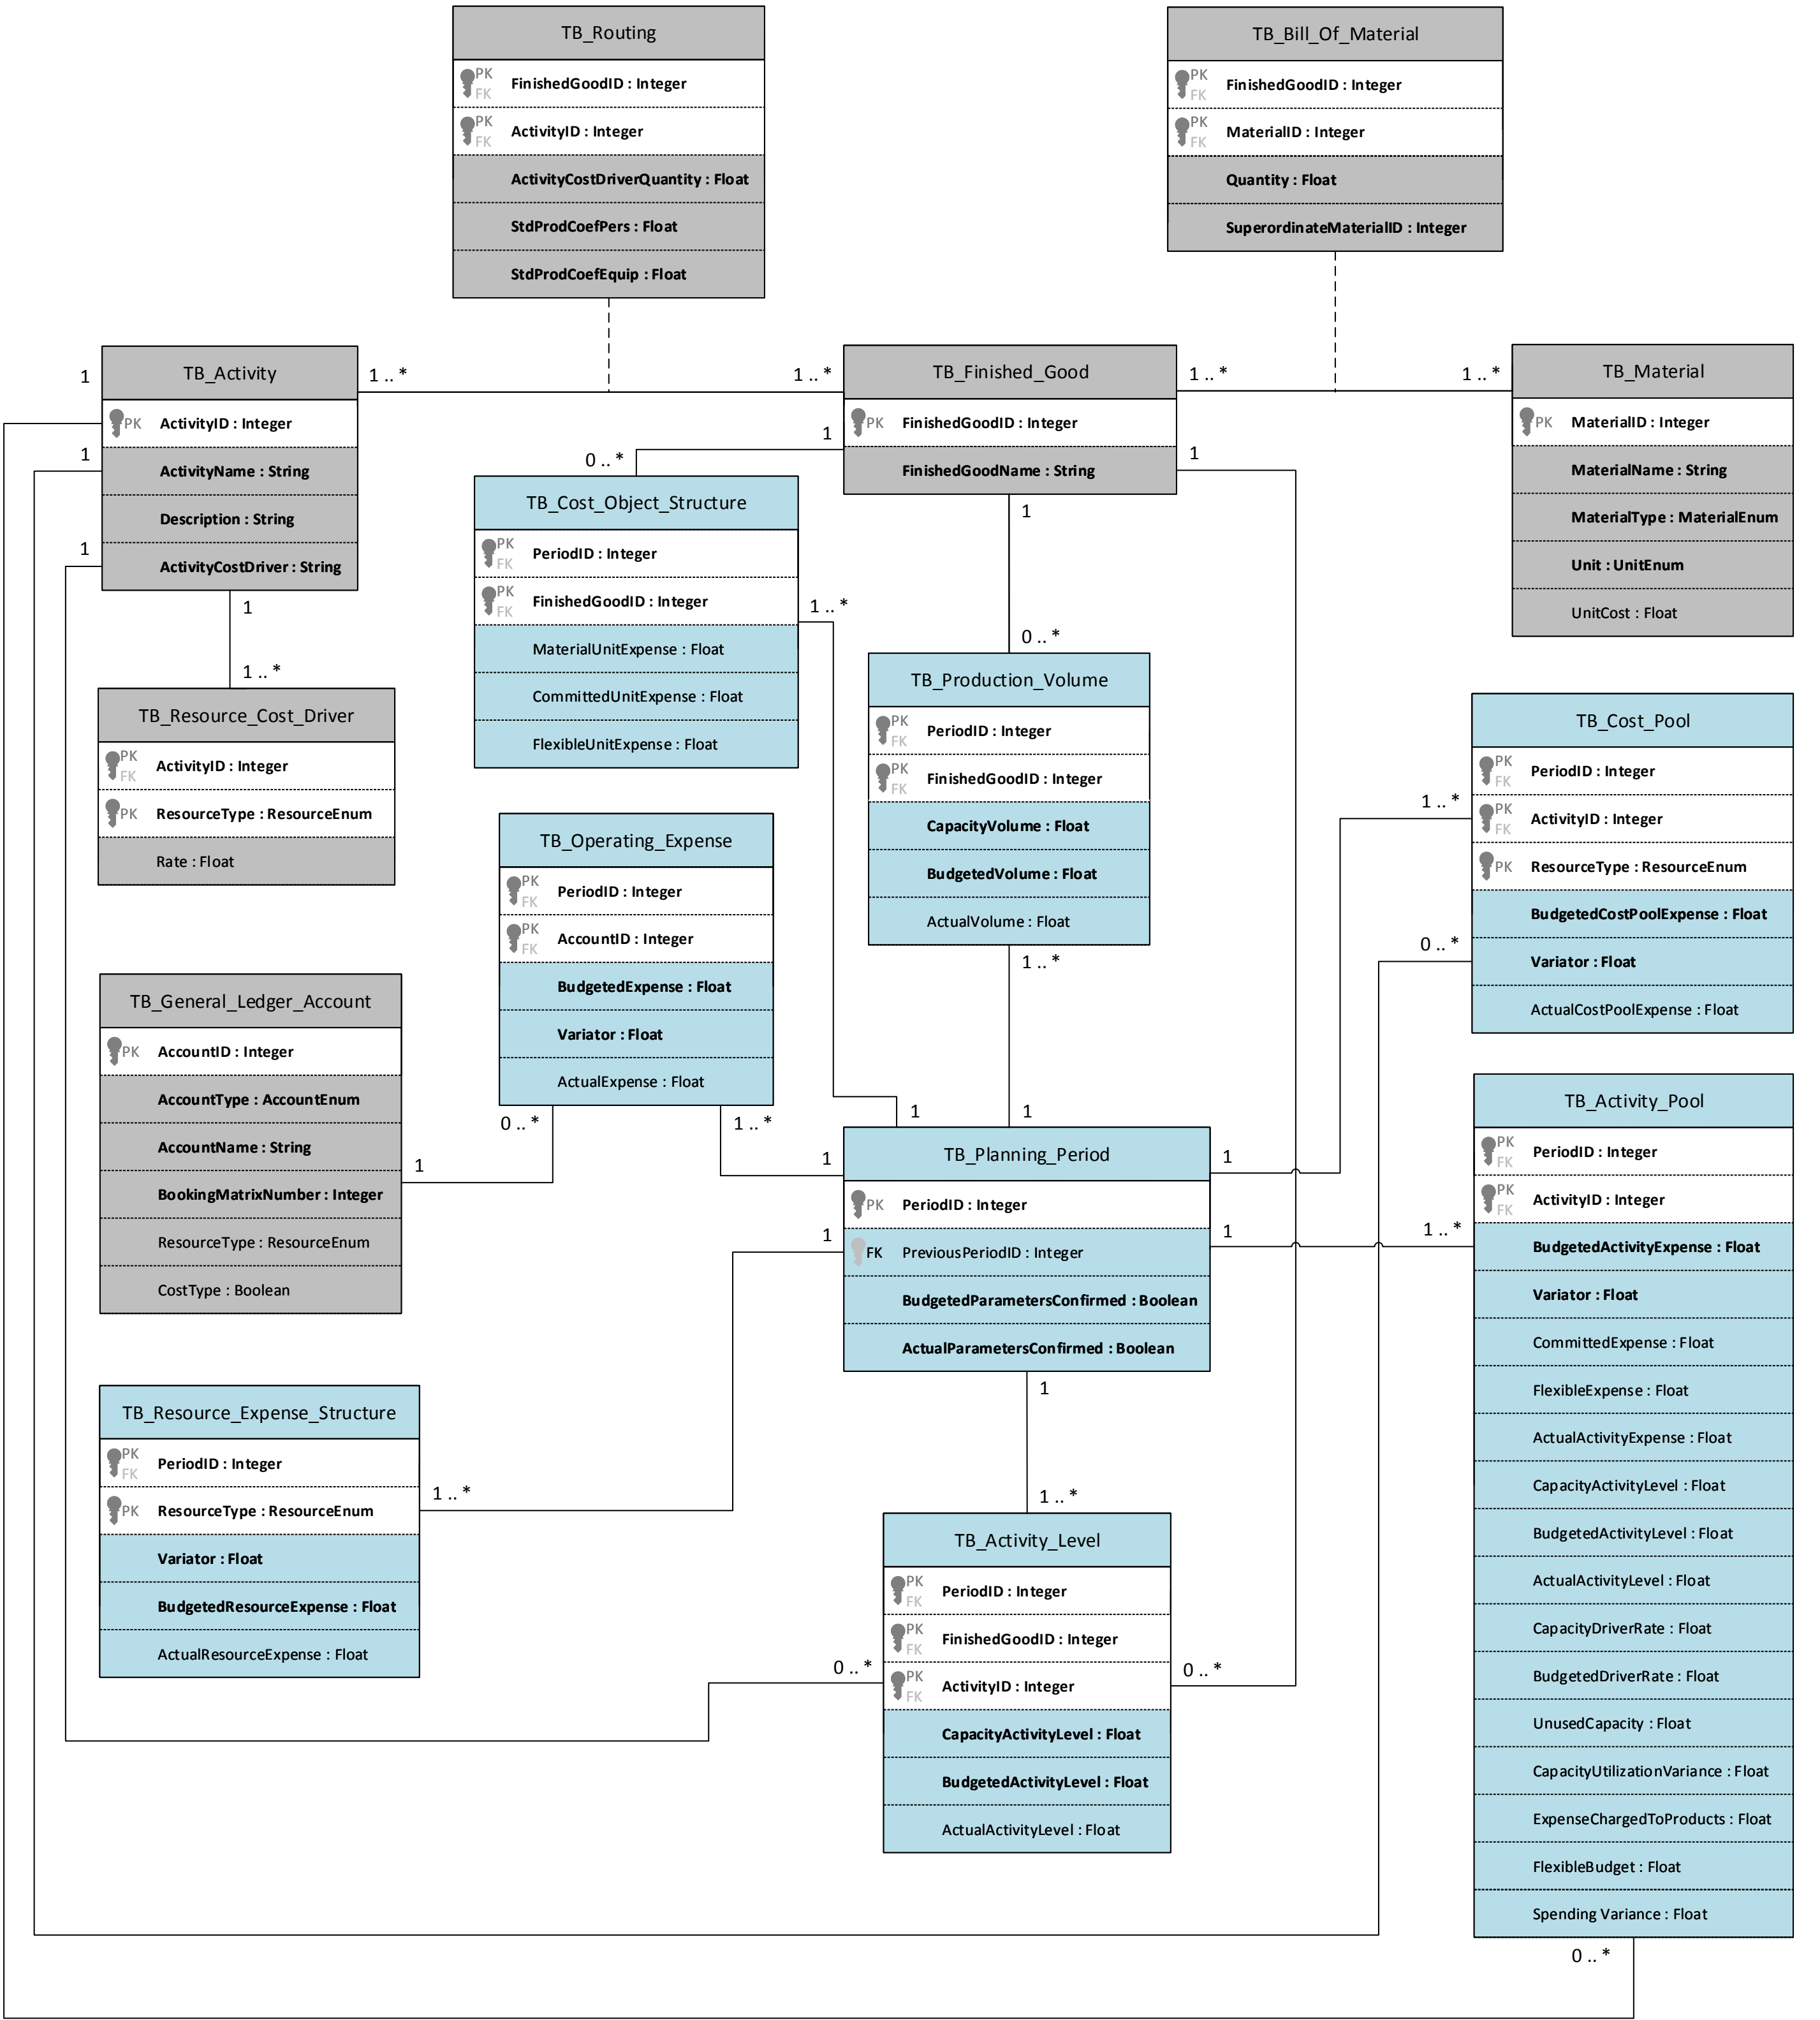 TB_Routing
PK
FK
FinishedGoodID : Integer
PK
FK
ActivityID : Integer
ActivityCostDriverQuantity : Float
StdProdCoefPers : Float
StdProdCoefEquip : Float
TB_Bill_Of_Material
PK
FK
FinishedGoodID : Integer
PK
FK
MaterialID : Integer
Quantity : Float
SuperordinateMaterialID : Integer
1
TB_Activity
PK
ActivityID : Integer
1
ActivityName : String
Description : String
1
ActivityCostDriver : String
1
1 .. *
1 .. *
1 .. *
TB_Finished_Good
PK
FinishedGoodID : Integer
FinishedGoodName : String
1
0 .. *
1
1
0 .. *
1 .. *
1 .. *
TB_Material
PK
MaterialID : Integer
MaterialName : String
MaterialType : MaterialEnum
Unit : UnitEnum
UnitCost : Float
TB_Cost_Object_Structure
PK
FK
PeriodID : Integer
PK
FK
FinishedGoodID : Integer
MaterialUnitExpense : Float
CommittedUnitExpense : Float
FlexibleUnitExpense : Float
1 .. *
TB_Resource_Cost_Driver
PK
FK
ActivityID : Integer
PK
ResourceType : ResourceEnum
Rate : Float
TB_Production_Volume
PK
FK
PeriodID : Integer
PK
FK
FinishedGoodID : Integer
CapacityVolume : Float
BudgetedVolume : Float
ActualVolume : Float
1 .. *
1
1
TB_Cost_Pool
PK
FK
PeriodID : Integer
1 .. *
PK
FK
ActivityID : Integer
PK
ResourceType : ResourceEnum
BudgetedCostPoolExpense : Float
0 .. *
Variator : Float
ActualCostPoolExpense : Float
TB_Operating_Expense
PK
FK
PeriodID : Integer
PK
FK
AccountID : Integer
BudgetedExpense : Float
Variator : Float
ActualExpense : Float
0 .. *
1 .. *
TB_General_Ledger_Account
PK
AccountID : Integer
AccountType : AccountEnum
AccountName : String
BookingMatrixNumber : Integer
ResourceType : ResourceEnum
CostType : Boolean
1
1
TB_Planning_Period
1
PK
PeriodID : Integer
1
FK
PreviousPeriodID : Integer
1
1 .. *
BudgetedParametersConfirmed : Boolean
ActualParametersConfirmed : Boolean
1
1 .. *
TB_Activity_Pool
PK
FK
PeriodID : Integer
PK
FK
ActivityID : Integer
BudgetedActivityExpense : Float
Variator : Float
CommittedExpense : Float
FlexibleExpense : Float
ActualActivityExpense : Float
CapacityActivityLevel : Float
BudgetedActivityLevel : Float
ActualActivityLevel : Float
CapacityDriverRate : Float
BudgetedDriverRate : Float
UnusedCapacity : Float
CapacityUtilizationVariance : Float
ExpenseChargedToProducts : Float
FlexibleBudget : Float
Spending Variance : Float
0 .. *
TB_Resource_Expense_Structure
PK
FK
PeriodID : Integer
PK
ResourceType : ResourceEnum
1 .. *
Variator : Float
BudgetedResourceExpense : Float
ActualResourceExpense : Float
TB_Activity_Level
PK
FK
PeriodID : Integer
PK
FK
FinishedGoodID : Integer
0 .. *
PK
FK
ActivityID : Integer
0 .. *
CapacityActivityLevel : Float
BudgetedActivityLevel : Float
ActualActivityLevel : Float